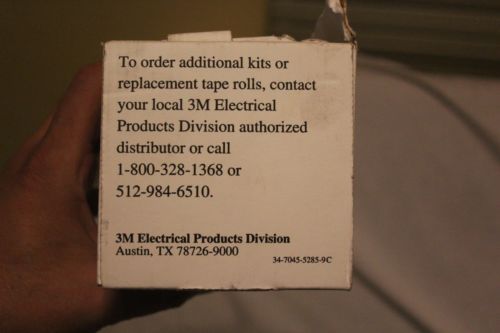 To order additional kits or
replacement tape rolls, contact
your local 3M Electrical
Products Division authorized
distributor or call
1-800-328-1368 or
512-984-6510.
3M Electrical Products Division
Austin, TX 78726-9000
34-7045-5285-9C